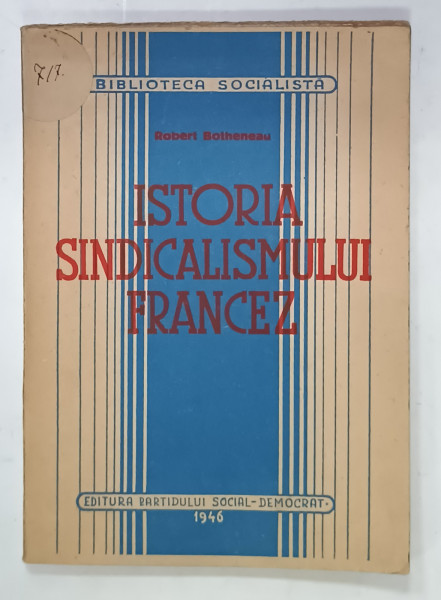 717.
BIBLIOTECA SOCIALISTĂ
Robert Botheneau
ISTORIA
SINDICALISMULUI
FRANCEZ
EDITURA PARTIDULUI SOCIAL-DEMOCRAT.
1946